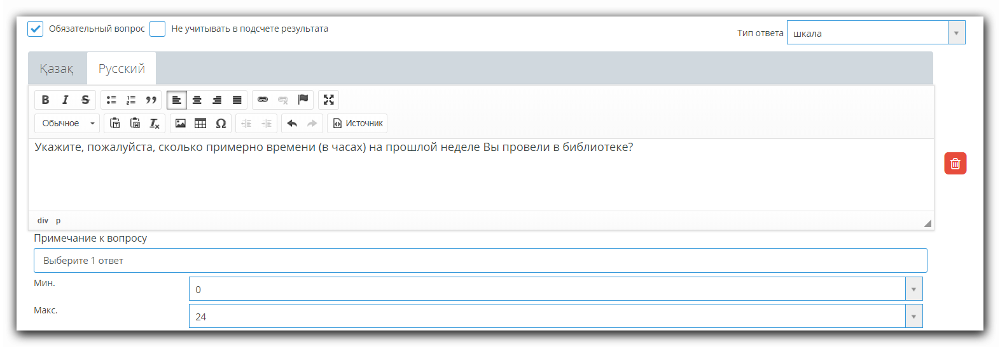 Обязательный вопрос Не учитывать в подсчете результата Тип ответа шкала
Қазақ Русский
B I S
Обычное Источник
Укажите, пожалуйста, сколько примерно времени (в часах) на прошлой неделе Вы провели в библиотеке?
div p
Примечание к вопросу
Выберите 1 ответ
Мин. 0
Макс. 24